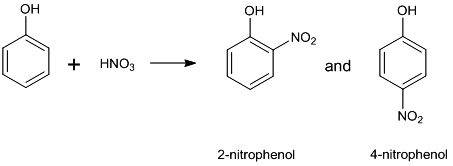 OH
+ HNO₃
OH
NO₂
and
OH
NO₂
2-nitrophenol
4-nitrophenol